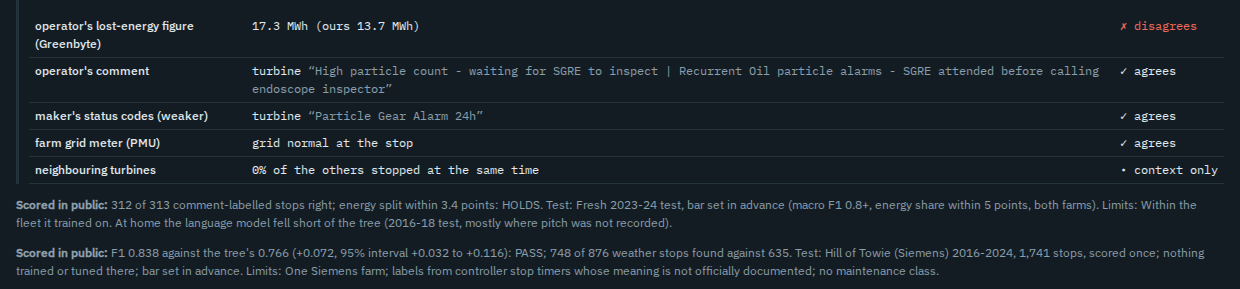 operator's lost-energy figure 17.3 MWh (ours 13.7 MWh) ✗ disagrees
(Greenbyte)
operator's comment turbine “High particle count - waiting for SGRE to inspect | Recurrent Oil particle alarms - SGRE attended before calling ✓ agrees
endoscope inspector”
maker's status codes (weaker) turbine “Particle Gear Alarm 24h” ✓ agrees
farm grid meter (PMU) grid normal at the stop ✓ agrees
neighbouring turbines 0% of the others stopped at the same time • context only
Scored in public: 312 of 313 comment-labelled stops right; energy split within 3.4 points: HOLDS. Test: Fresh 2023-24 test, bar set in advance (macro F1 0.8+, energy share within 5 points, both farms). Limits: Within the
fleet it trained on. At home the language model fell short of the tree (2016-18 test, mostly where pitch was not recorded).
Scored in public: F1 0.838 against the tree's 0.766 (+0.072, 95% interval +0.032 to +0.116): PASS; 748 of 876 weather stops found against 635. Test: Hill of Towie (Siemens) 2016-2024, 1,741 stops, scored once; nothing
trained or tuned there; bar set in advance. Limits: One Siemens farm; labels from controller stop timers whose meaning is not officially documented; no maintenance class.